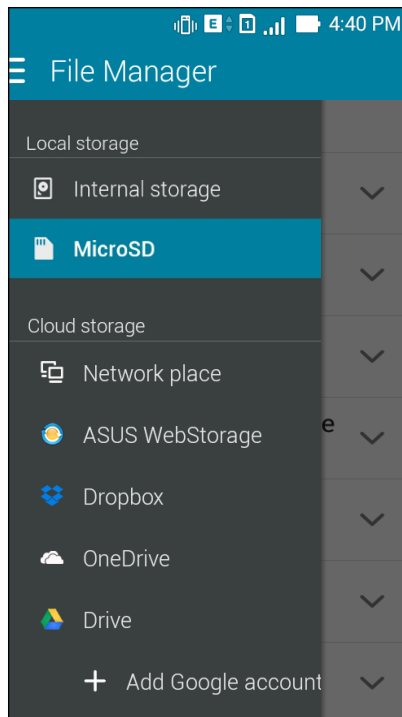 E 1 4:40 PM
File Manager
Local storage
Internal storage
MicroSD
Cloud storage
Network place
e
ASUS WebStorage
Dropbox
OneDrive
Drive
+ Add Google account